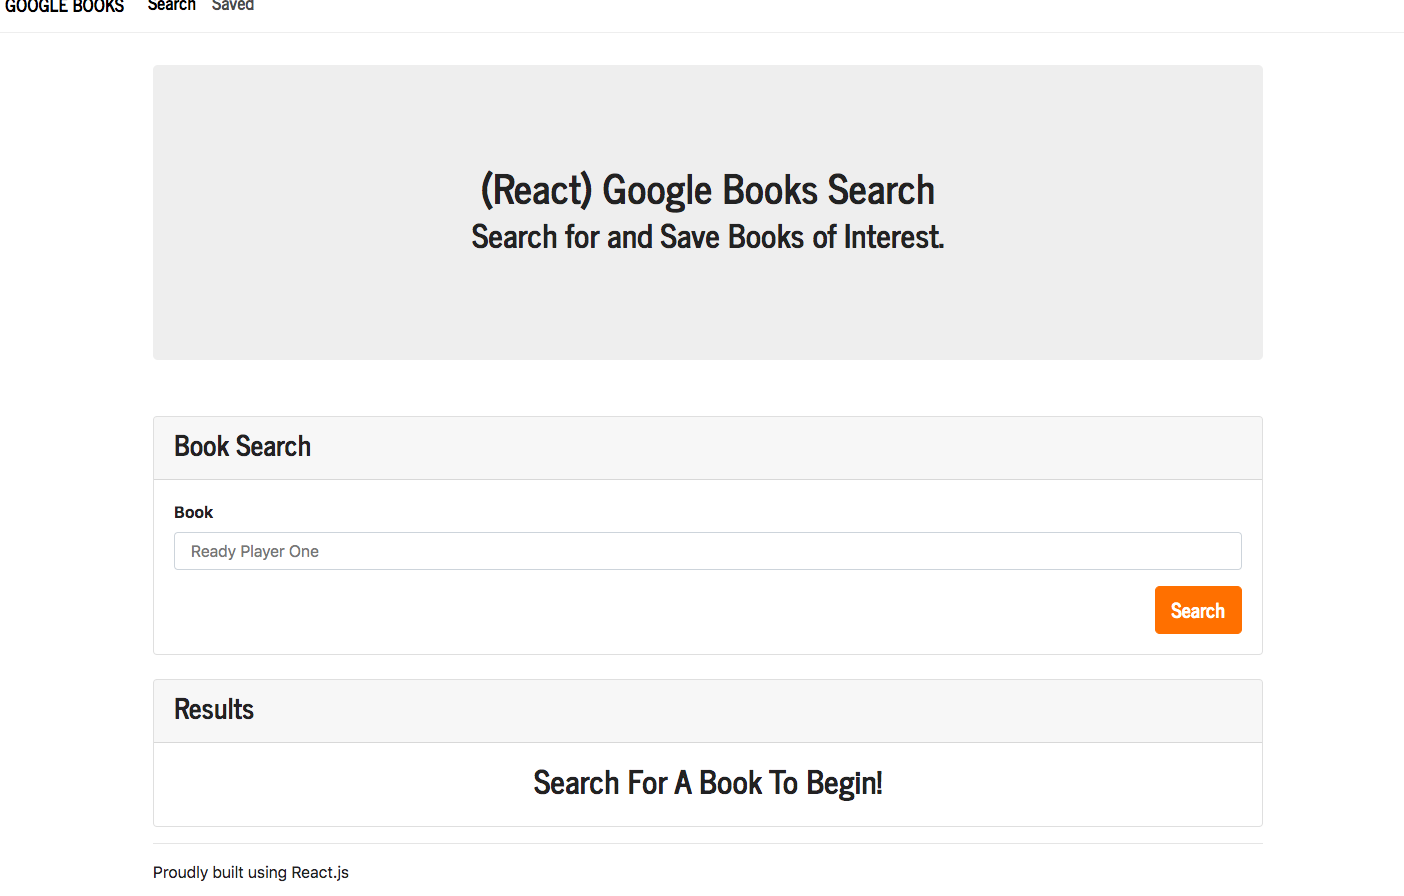 GOOGLE BOOKS Search Saved
(React) Google Books Search
Search for and Save Books of Interest.
Book Search
Book
Ready Player One
Search
Results
Search For A Book To Begin!
Proudly built using React.js